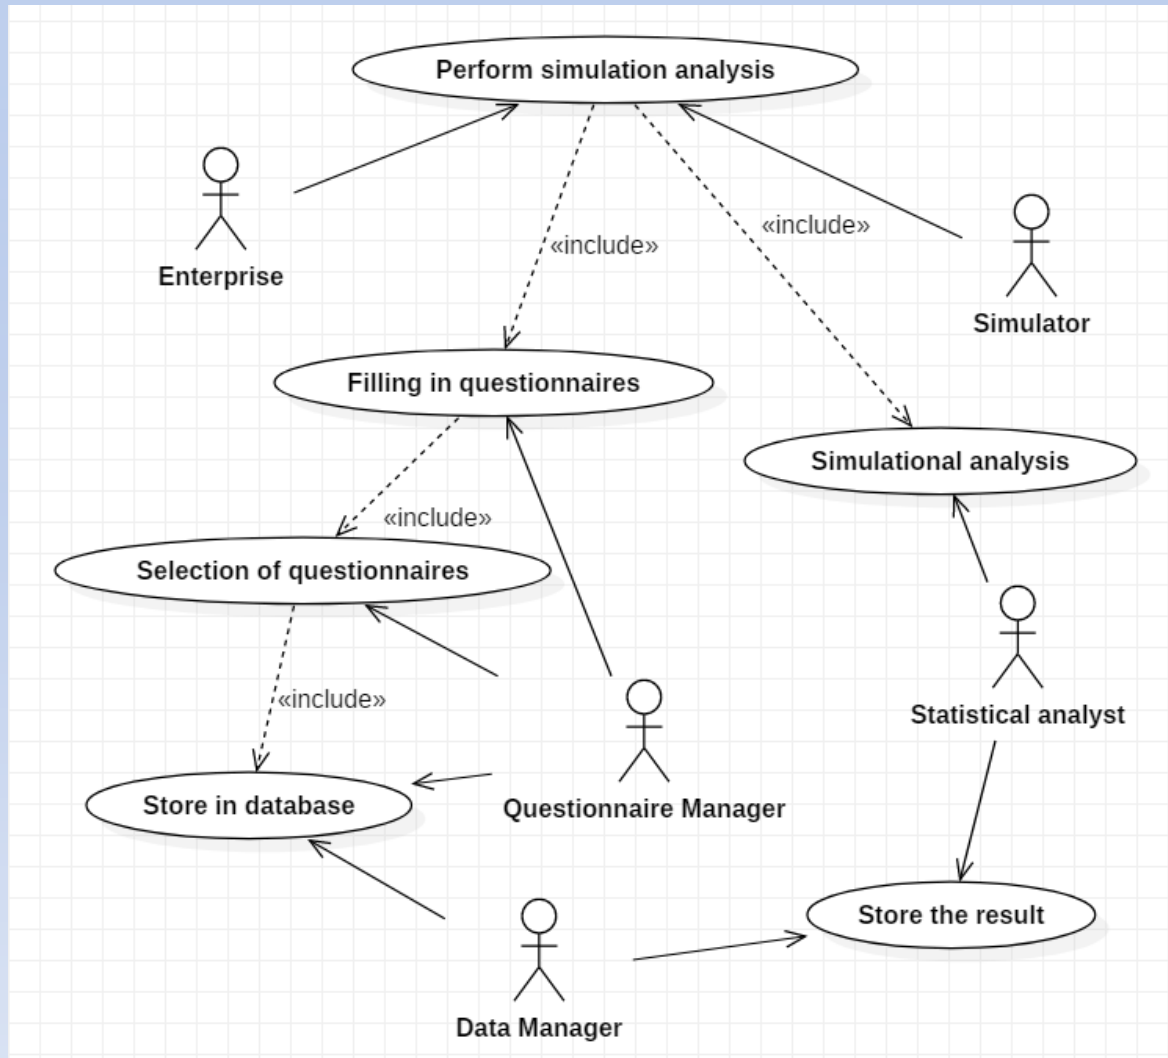 Perform simulation analysis
«include»
«include»
Enterprise
Simulator
Filling in questionnaires
Simulational analysis
«include»
Selection of questionnaires
«include»
Statistical analyst
Store in database
Questionnaire Manager
Store the result
Data Manager